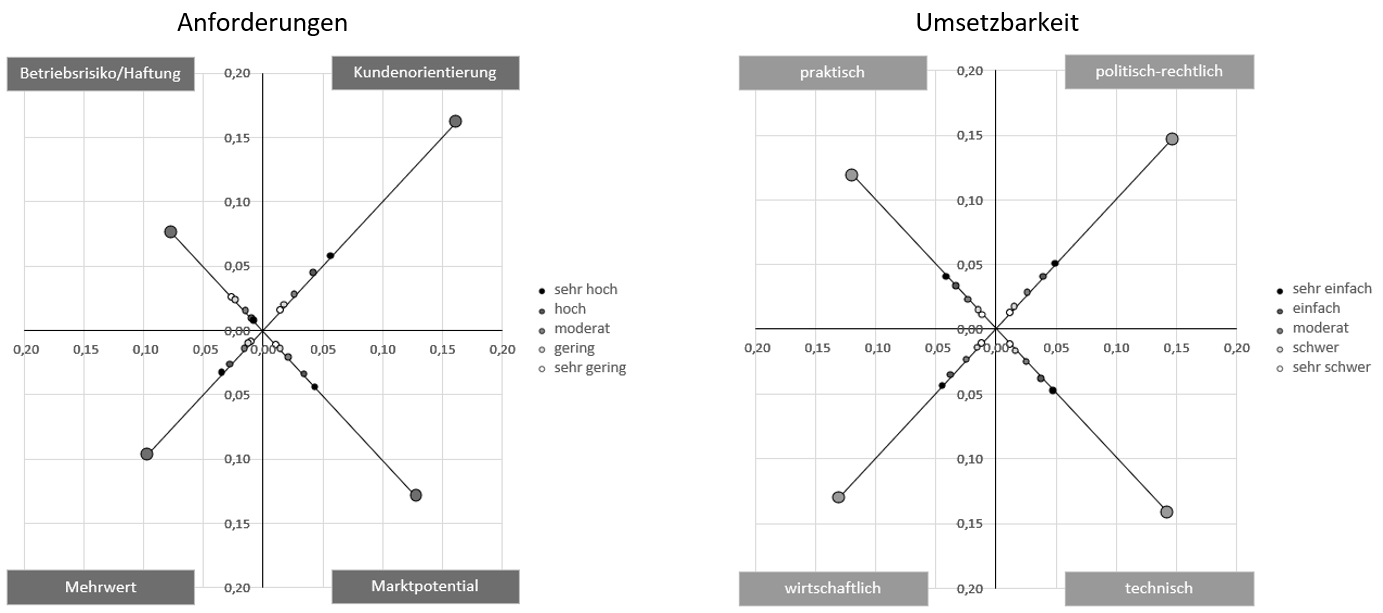 Anforderungen
Betriebsrisiko/Haftung
Kundenorientierung
0,20
0,15
0,10
0,05
0,00
0,20 0,15 0,10 0,05 0,00 0,05 0,10 0,15 0,20
0,05
0,10
0,15
0,20
Mehrwert
Marktpotential
sehr hoch
hoch
moderat
gering
sehr gering
Umsetzbarkeit
praktisch
politisch-rechtlich
0,20
0,15
0,10
0,05
0,00
0,20 0,15 0,10 0,05 0,00 0,05 0,10 0,15 0,20
0,05
0,10
0,15
0,20
wirtschaftlich
technisch
sehr einfach
einfach
moderat
schwer
sehr schwer